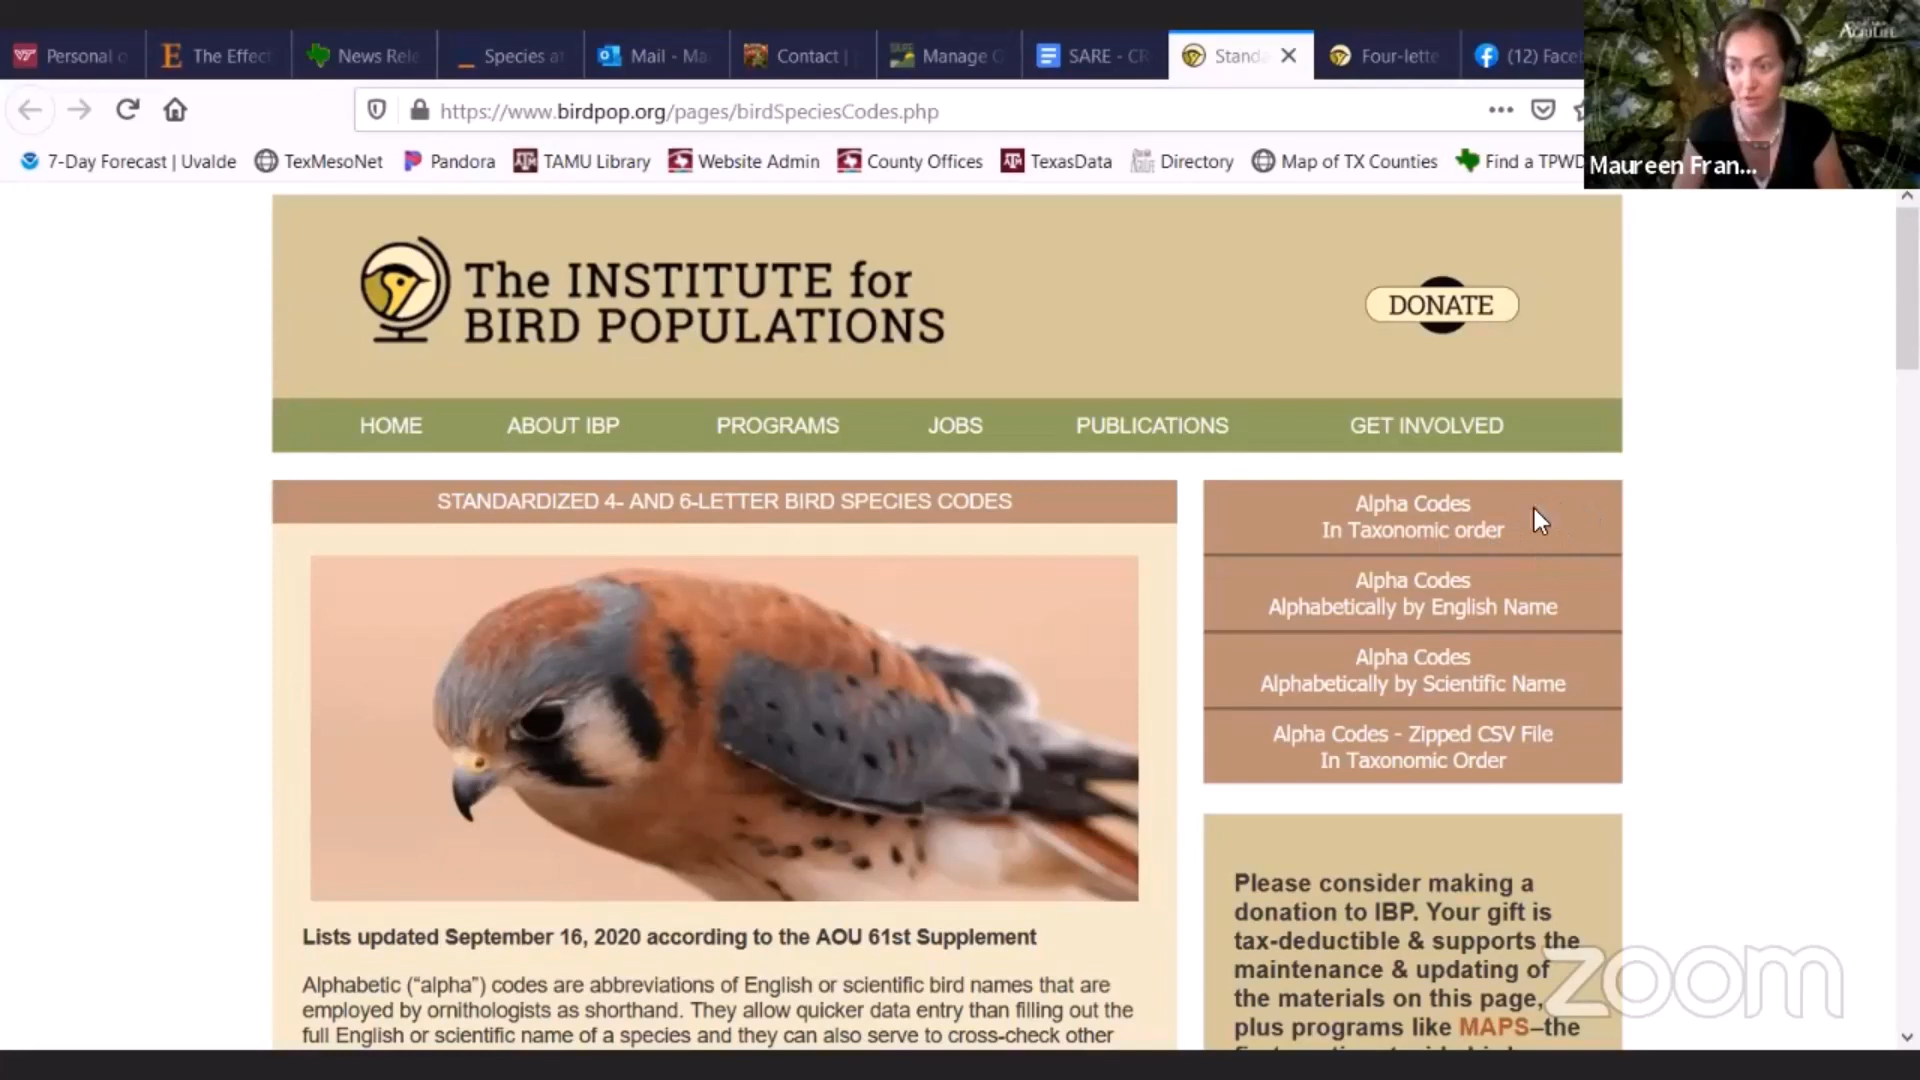 Personal o
The Effect
News Rele
Species at
Mail - Ma
Contact |
Manage G
SARE - CR
Standa
Four-lette
(12) Faceb
AGRILIFE
https://www.birdpop.org/pages/birdSpeciesCodes.php
7-Day Forecast | Uvalde
TexMesoNet
Pandora
TAMU Library
Website Admin
County Offices
TexasData
Directory
Map of TX Counties
Find a TPWD
Maureen Fran...
The INSTITUTE for
BIRD POPULATIONS
DONATE
HOME
ABOUT IBP
PROGRAMS
JOBS
PUBLICATIONS
GET INVOLVED
STANDARDIZED 4- AND 6-LETTER BIRD SPECIES CODES
Lists updated September 16, 2020 according to the AOU 61st Supplement
Alphabetic (“alpha”) codes are abbreviations of English or scientific bird names that are
employed by ornithologists as shorthand. They allow quicker data entry than filling out the
full English or scientific name of a species and they can also serve to cross-check other
Alpha Codes
In Taxonomic order
Alpha Codes
Alphabetically by English Name
Alpha Codes
Alphabetically by Scientific Name
Alpha Codes - Zipped CSV File
In Taxonomic Order
Please consider making a
donation to IBP. Your gift is
tax-deductible & supports the
maintenance & updating of
the materials on this page,
plus programs like MAPS–the
zoom